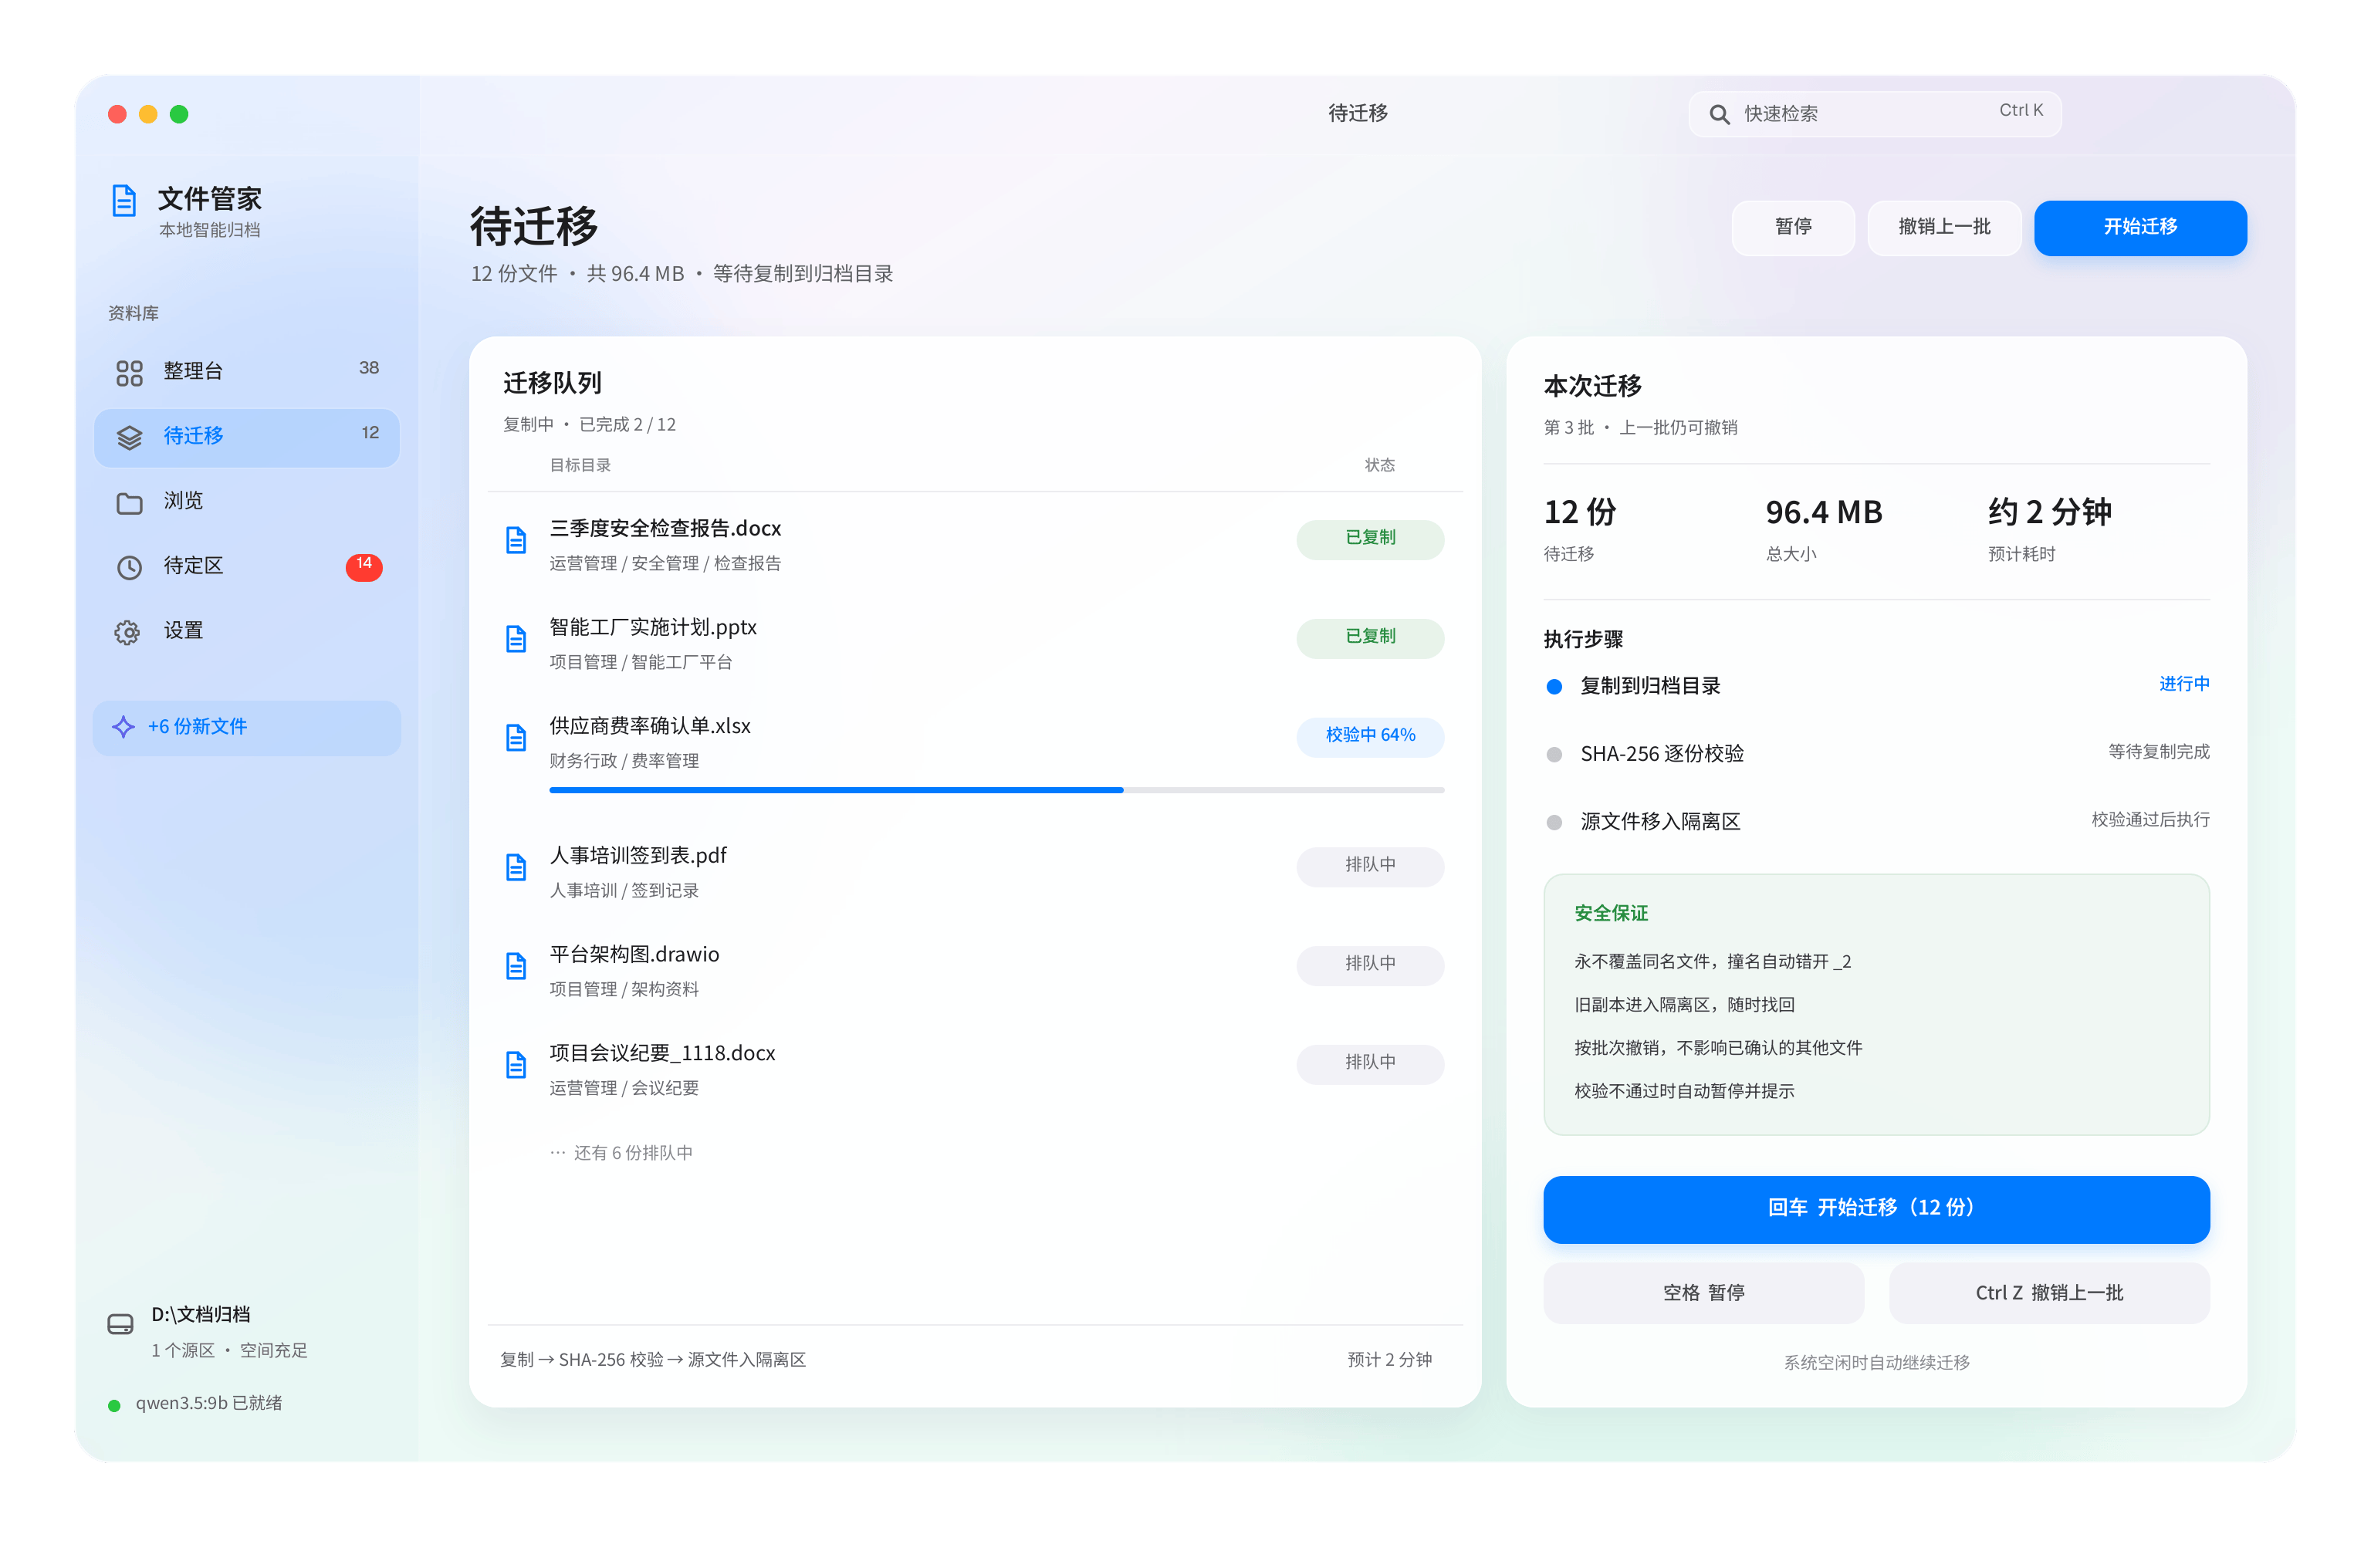 待迁移
快速检索
Ctrl K
文件管家
本地智能归档
资料库
整理台
38
待迁移
12
浏览
待定区
14
设置
+6 份新文件
D:\文档归档
1 个源区 · 空间充足
qwen3.5:9b 已就绪
待迁移
12 份文件 · 共 96.4 MB · 等待复制到归档目录
暂停
撤销上一批
开始迁移
迁移队列
复制中 · 已完成 2 / 12
目标目录
状态
三季度安全检查报告.docx
运营管理 / 安全管理 / 检查报告
已复制
智能工厂实施计划.pptx
项目管理 / 智能工厂平台
已复制
供应商费率确认单.xlsx
财务行政 / 费率管理
校验中 64%
人事培训签到表.pdf
人事培训 / 签到记录
排队中
平台架构图.drawio
项目管理 / 架构资料
排队中
项目会议纪要_1118.docx
运营管理 / 会议纪要
排队中
… 还有 6 份排队中
复制 → SHA-256 校验 → 源文件入隔离区
预计 2 分钟
本次迁移
第 3 批 · 上一批仍可撤销
12 份
待迁移
96.4 MB
总大小
约 2 分钟
预计耗时
执行步骤
复制到归档目录
进行中
SHA-256 逐份校验
等待复制完成
源文件移入隔离区
校验通过后执行
安全保证
永不覆盖同名文件，撞名自动错开 _2
旧副本进入隔离区，随时找回
按批次撤销，不影响已确认的其他文件
校验不通过时自动暂停并提示
回车 开始迁移（12 份）
空格 暂停
Ctrl Z 撤销上一批
系统空闲时自动继续迁移